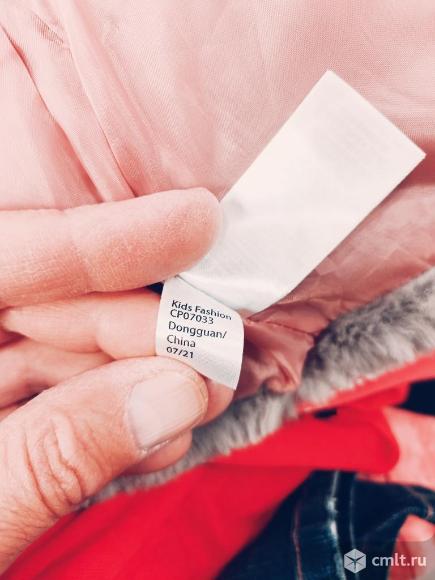 Kids Fashion
CP07033
Dongguan/
China
07/21
cmlt.ru